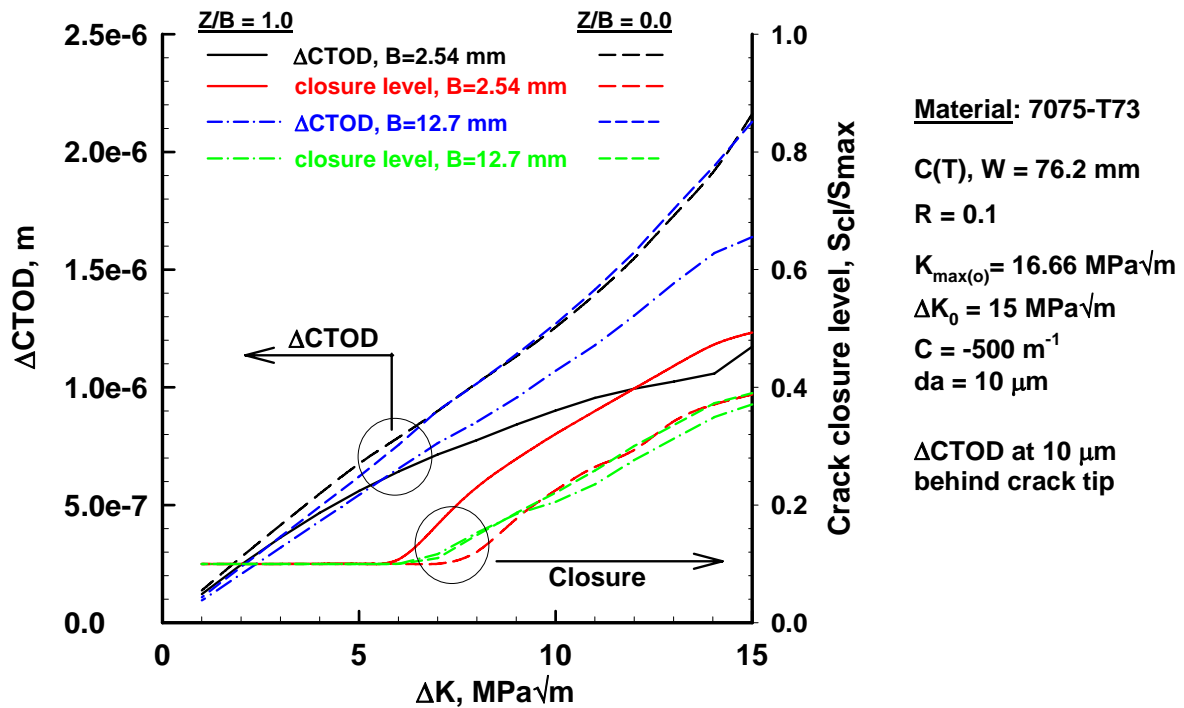 Z/B = 1.0 Z/B = 0.0
ΔCTOD, B=2.54 mm
closure level, B=2.54 mm
ΔCTOD, B=12.7 mm
closure level, B=12.7 mm
2.5e-6
2.0e-6
1.5e-6
1.0e-6
5.0e-7
0.0
ΔCTOD, m
ΔCTOD
Closure
0 5 10 15
ΔK, MPa√m
1.0
0.8
0.6
0.4
0.2
0.0
Crack closure level, Scl/Smax
Material: 7075-T73
C(T), W = 76.2 mm
R = 0.1
Kmax(o)= 16.66 MPa√m
ΔK0 = 15 MPa√m
C = -500 m-1
da = 10 μm
ΔCTOD at 10 μm
behind crack tip